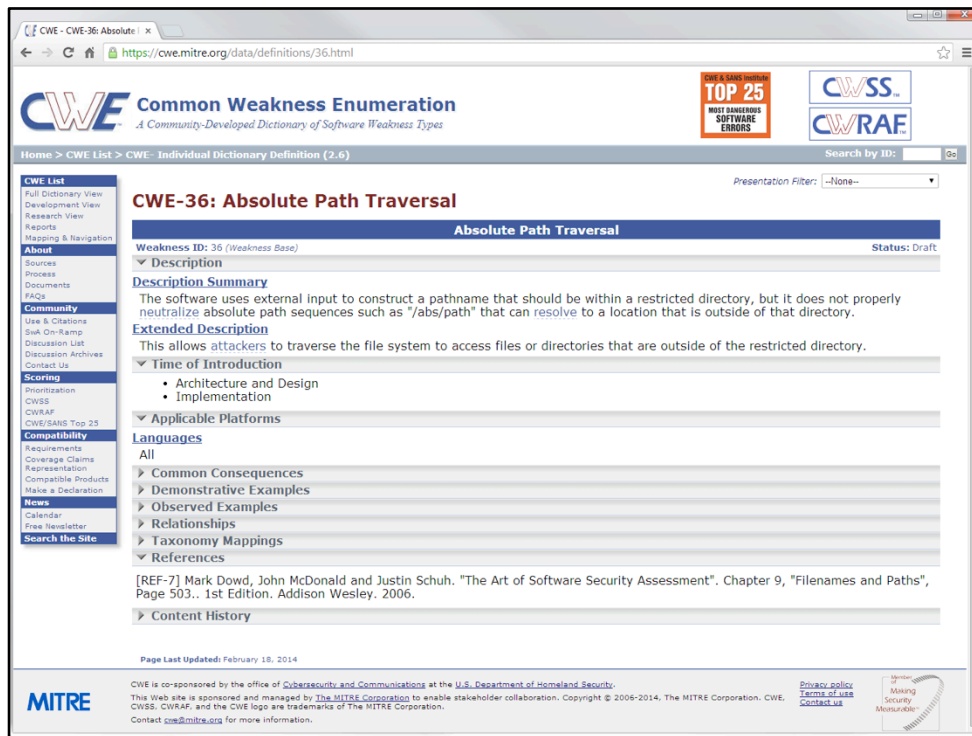 CWE - CWE-36: Absolute
https://cwe.mitre.org/data/definitions/36.html
CWE
Common Weakness Enumeration
A Community-Developed Dictionary of Software Weakness Types
CWE & SANS Institute
TOP 25
MOST DANGEROUS
SOFTWARE
ERRORS
CWSS
CWRAF
Home > CWE List > CWE- Individual Dictionary Definition (2.6)
Search by ID:
Go
CWE List
Full Dictionary View
Development View
Research View
Reports
Mapping & Navigation
About
Sources
Process
Documents
FAQs
Community
Use & Citations
SwA On-Ramp
Discussion List
Discussion Archives
Contact Us
Scoring
Prioritization
CWSS
CWRAF
CWE/SANS Top 25
Compatibility
Requirements
Coverage Claims
Representation
Compatible Products
Make a Declaration
News
Calendar
Free Newsletter
Search the Site
Presentation Filter: --None--
CWE-36: Absolute Path Traversal
Absolute Path Traversal
Weakness ID: 36 (Weakness Base)
Status: Draft
Description
Description Summary
The software uses external input to construct a pathname that should be within a restricted directory, but it does not properly
neutralize absolute path sequences such as "/abs/path" that can resolve to a location that is outside of that directory.
Extended Description
This allows attackers to traverse the file system to access files or directories that are outside of the restricted directory.
Time of Introduction
• Architecture and Design
• Implementation
Applicable Platforms
Languages
All
Common Consequences
Demonstrative Examples
Observed Examples
Relationships
Taxonomy Mappings
References
[REF-7] Mark Dowd, John McDonald and Justin Schuh. "The Art of Software Security Assessment". Chapter 9, "Filenames and Paths",
Page 503.. 1st Edition. Addison Wesley. 2006.
Content History
Page Last Updated: February 18, 2014
MITRE
CWE is co-sponsored by the office of Cybersecurity and Communications at the U.S. Department of Homeland Security.
This Web site is sponsored and managed by The MITRE Corporation to enable stakeholder collaboration. Copyright © 2006-2014, The MITRE Corporation. CWE,
CWSS, CWRAF, and the CWE logo are trademarks of The MITRE Corporation.
Contact cwe@mitre.org for more information.
Privacy policy
Terms of use
Contact us
Member
of
Making
Security
Measurable